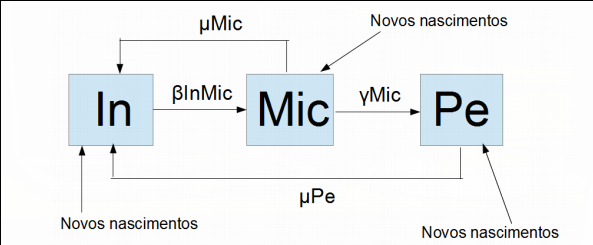 μMic
Novos nascimentos
In
βInMic
Mic
γMic
Pe
μPe
Novos nascimentos
Novos nascimentos